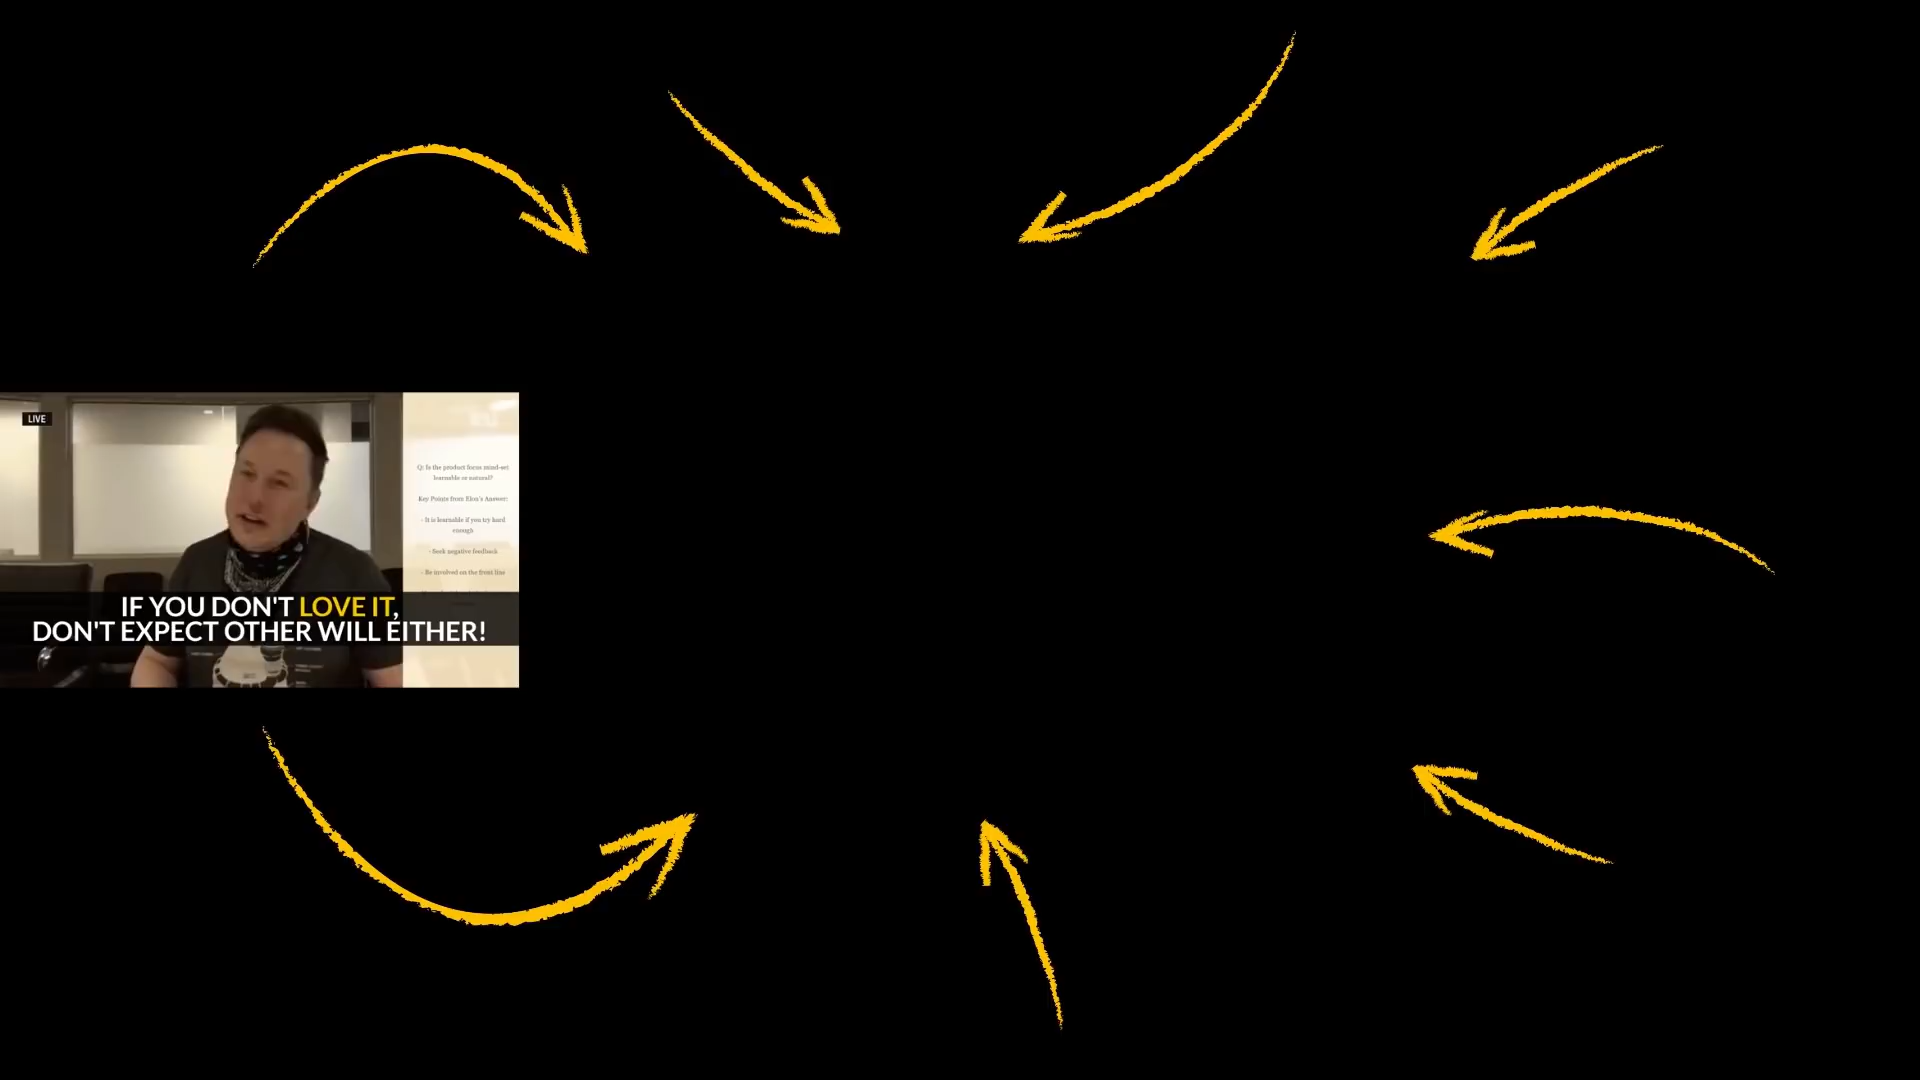 LIVE
Q: Is the product focus mind-set
learnable or natural?
Key Points from Elon's Answer:
- It is learnable if you try hard
enough
- Seek negative feedback
- Be involved on the front line
IF YOU DON'T LOVE IT,
DON'T EXPECT OTHER WILL EITHER!